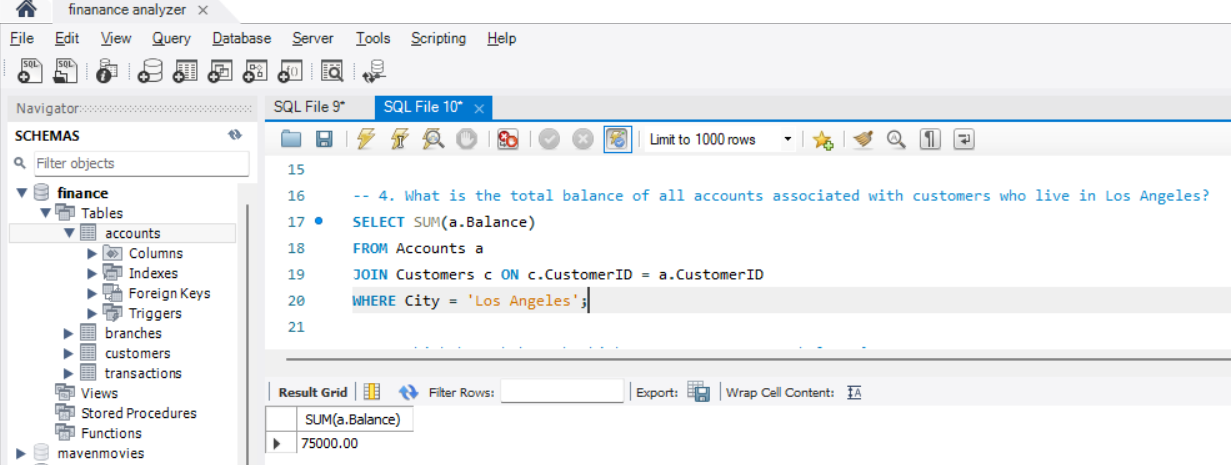 finanance analyzer
File Edit View Query Database Server Tools Scripting Help
Navigator
SCHEMAS
Filter objects
finance
Tables
accounts
Columns
Indexes
Foreign Keys
Triggers
branches
customers
transactions
Views
Stored Procedures
Functions
mavenmovies
SQL File 9*
SQL File 10*
Limit to 1000 rows
15
16 -- 4. What is the total balance of all accounts associated with customers who live in Los Angeles?
17 SELECT SUM(a.Balance)
18 FROM Accounts a
19 JOIN Customers c ON c.CustomerID = a.CustomerID
20 WHERE City = 'Los Angeles';
21
Result Grid Filter Rows: Export: Wrap Cell Content:
SUM(a.Balance)
75000.00